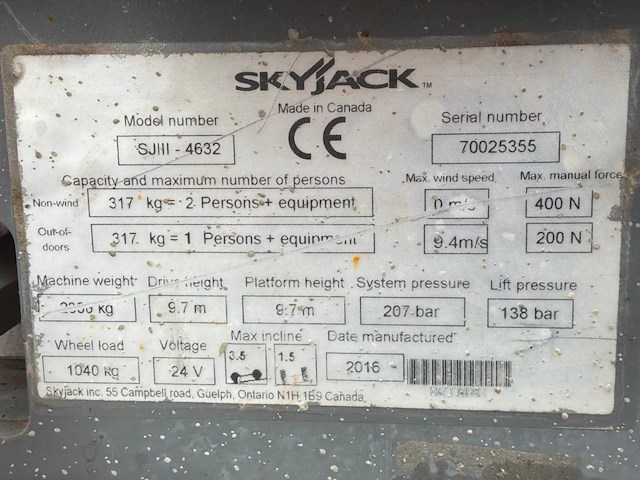 SKYJACK TM
Made in Canada
Model number Serial number
SJIII - 4632 CE 70025355
Capacity and maximum number of persons Max. wind speed Max. manual force
Non-wind 317 kg = 2 Persons + equipment 0 m/s 400 N
Out-of-doors 317 kg = 1 Persons + equipment 9.4m/s 200 N
Machine weight Drive height Platform height System pressure Lift pressure
kg 9.7 m 9.7 m 207 bar 138 bar
Wheel load Voltage Max incline Date manufactured
1040 kg 24 V 3.5 1.5 2016
Skyjack inc. 55 Campbell road, Guelph, Ontario N1H 1B9 Canada